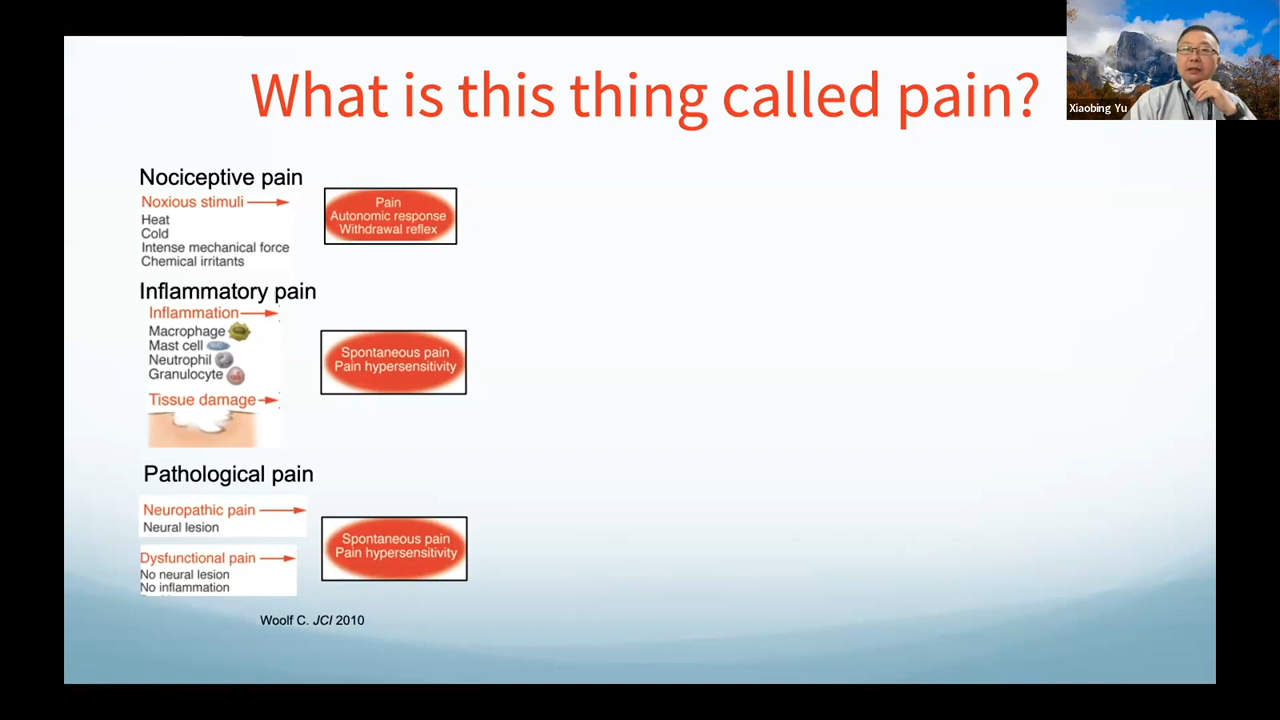 What is this thing called pain?
Xiaobing Yu
Nociceptive pain
Noxious stimuli
Heat
Cold
Intense mechanical force
Chemical irritants
Pain
Autonomic response
Withdrawal reflex
Inflammatory pain
Inflammation
Macrophage
Mast cell
Neutrophil
Granulocyte
Tissue damage
Spontaneous pain
Pain hypersensitivity
Pathological pain
Neuropathic pain
Neural lesion
Dysfunctional pain
No neural lesion
No inflammation
Spontaneous pain
Pain hypersensitivity
Woolf C. JCI 2010